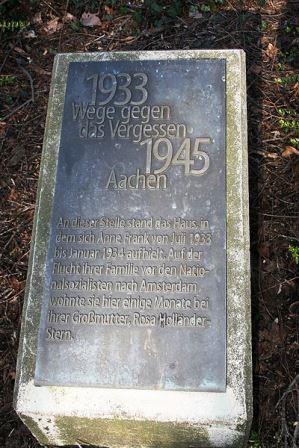 1933
Wege gegen
das Vergessen
1945
Aachen
An dieser Stelle stand das Haus, in
dem sich Anne Frank von Juli 1933
bis Januar 1934 aufhielt. Auf der
Flucht ihrer Familie vor den Natio-
nalsozialisten nach Amsterdam
wohnte sie hier einige Monate bei
ihrer Großmutter, Rosa Holländer-
Stern.